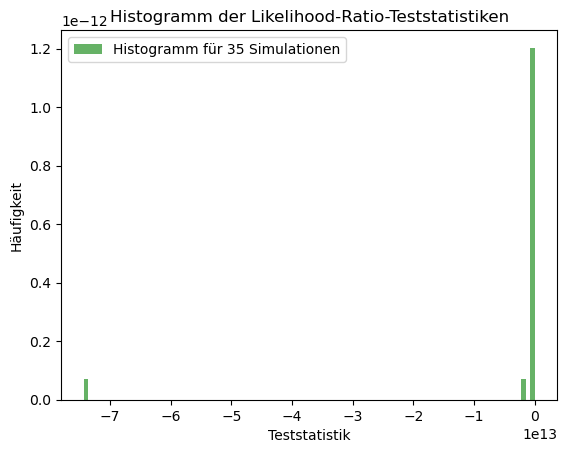 Histogramm der Likelihood-Ratio-Teststatistiken
1e−12
Histogramm für 35 Simulationen
1.2
1.0
0.8
0.6
0.4
0.2
0.0
Häufigkeit
−7 −6 −5 −4 −3 −2 −1 0
1e13
Teststatistik